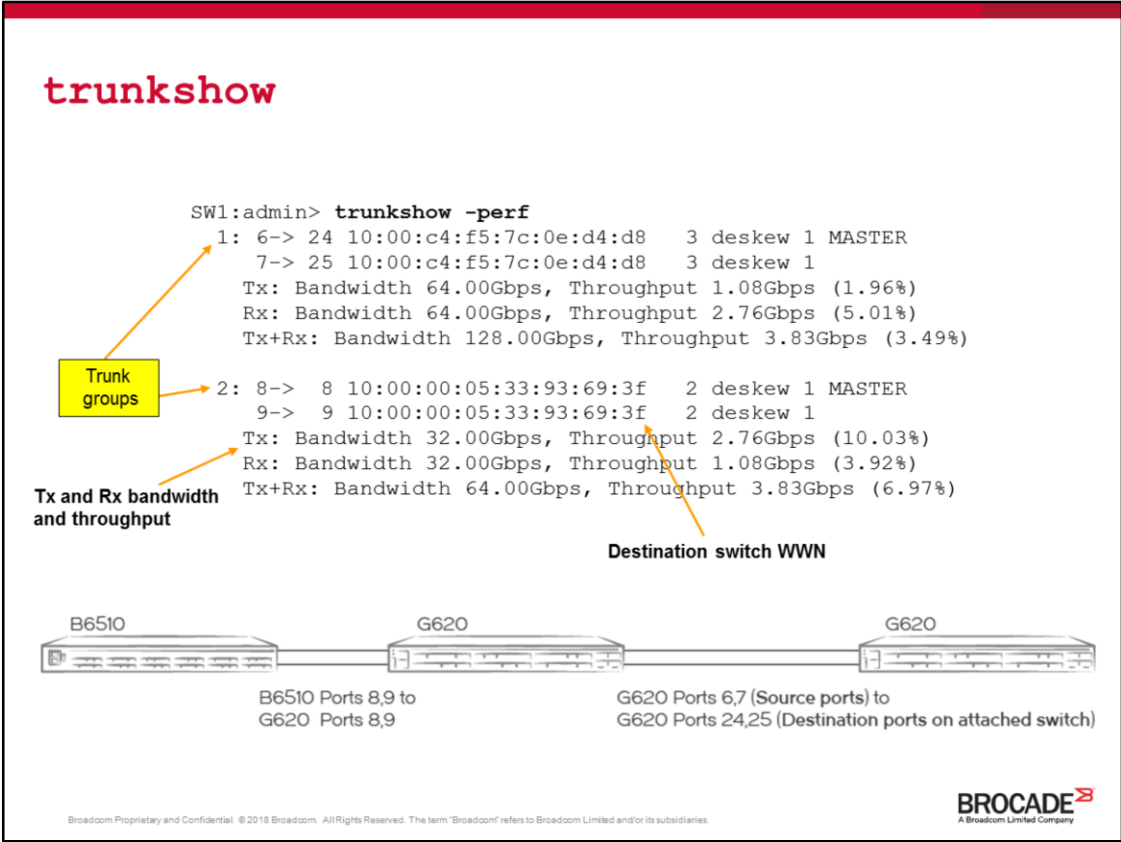 trunkshow
SW1:admin> trunkshow -perf
1: 6-> 24 10:00:c4:f5:7c:0e:d4:d8 3 deskew 1 MASTER
7-> 25 10:00:c4:f5:7c:0e:d4:d8 3 deskew 1
Tx: Bandwidth 64.00Gbps, Throughput 1.08Gbps (1.96%)
Rx: Bandwidth 64.00Gbps, Throughput 2.76Gbps (5.01%)
Tx+Rx: Bandwidth 128.00Gbps, Throughput 3.83Gbps (3.49%)
Trunk
groups
2: 8-> 8 10:00:00:05:33:93:69:3f 2 deskew 1 MASTER
9-> 9 10:00:00:05:33:93:69:3f 2 deskew 1
Tx: Bandwidth 32.00Gbps, Throughput 2.76Gbps (10.03%)
Rx: Bandwidth 32.00Gbps, Throughput 1.08Gbps (3.92%)
Tx+Rx: Bandwidth 64.00Gbps, Throughput 3.83Gbps (6.97%)
Tx and Rx bandwidth
and throughput
Destination switch WWN
B6510
G620
G620
B6510 Ports 8,9 to
G620 Ports 8,9
G620 Ports 6,7 (Source ports) to
G620 Ports 24,25 (Destination ports on attached switch)
Broadcom Proprietary and Confidential. © 2018 Broadcom. All Rights Reserved. The term "Broadcom" refers to Broadcom Limited and/or its subsidiaries.
BROCADE
A Broadcom Limited Company